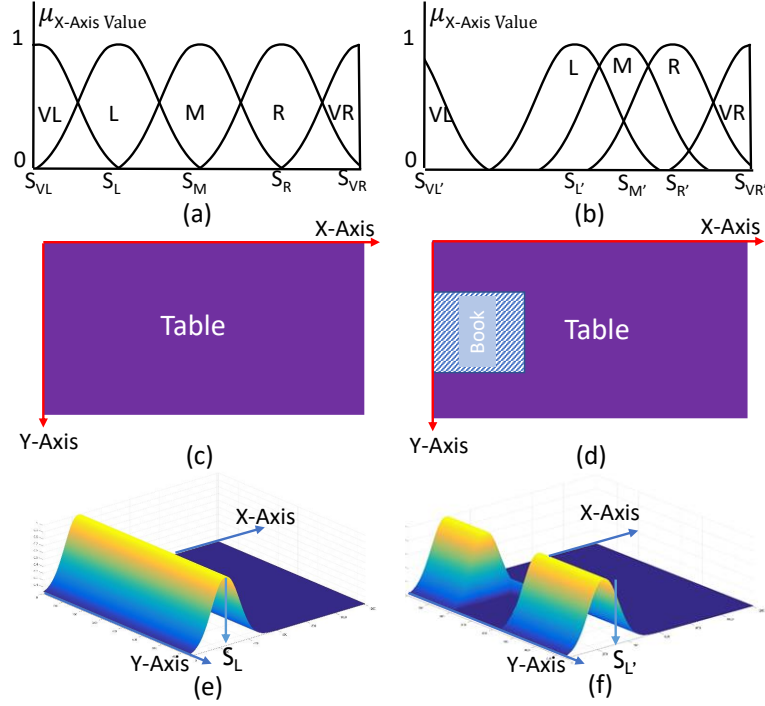 μX-Axis Value
1
VL
L
M
R
VR
0
SVL
SL
SM
SR
SVR
(a)
μX-Axis Value
1
VL
L
M
R
VR
0
SVL'
SL'
SM'
SR'
SVR'
(b)
X-Axis
Table
Y-Axis
(c)
X-Axis
Book
Table
Y-Axis
(d)
X-Axis
Y-Axis
SL
(e)
X-Axis
Y-Axis
SL'
(f)